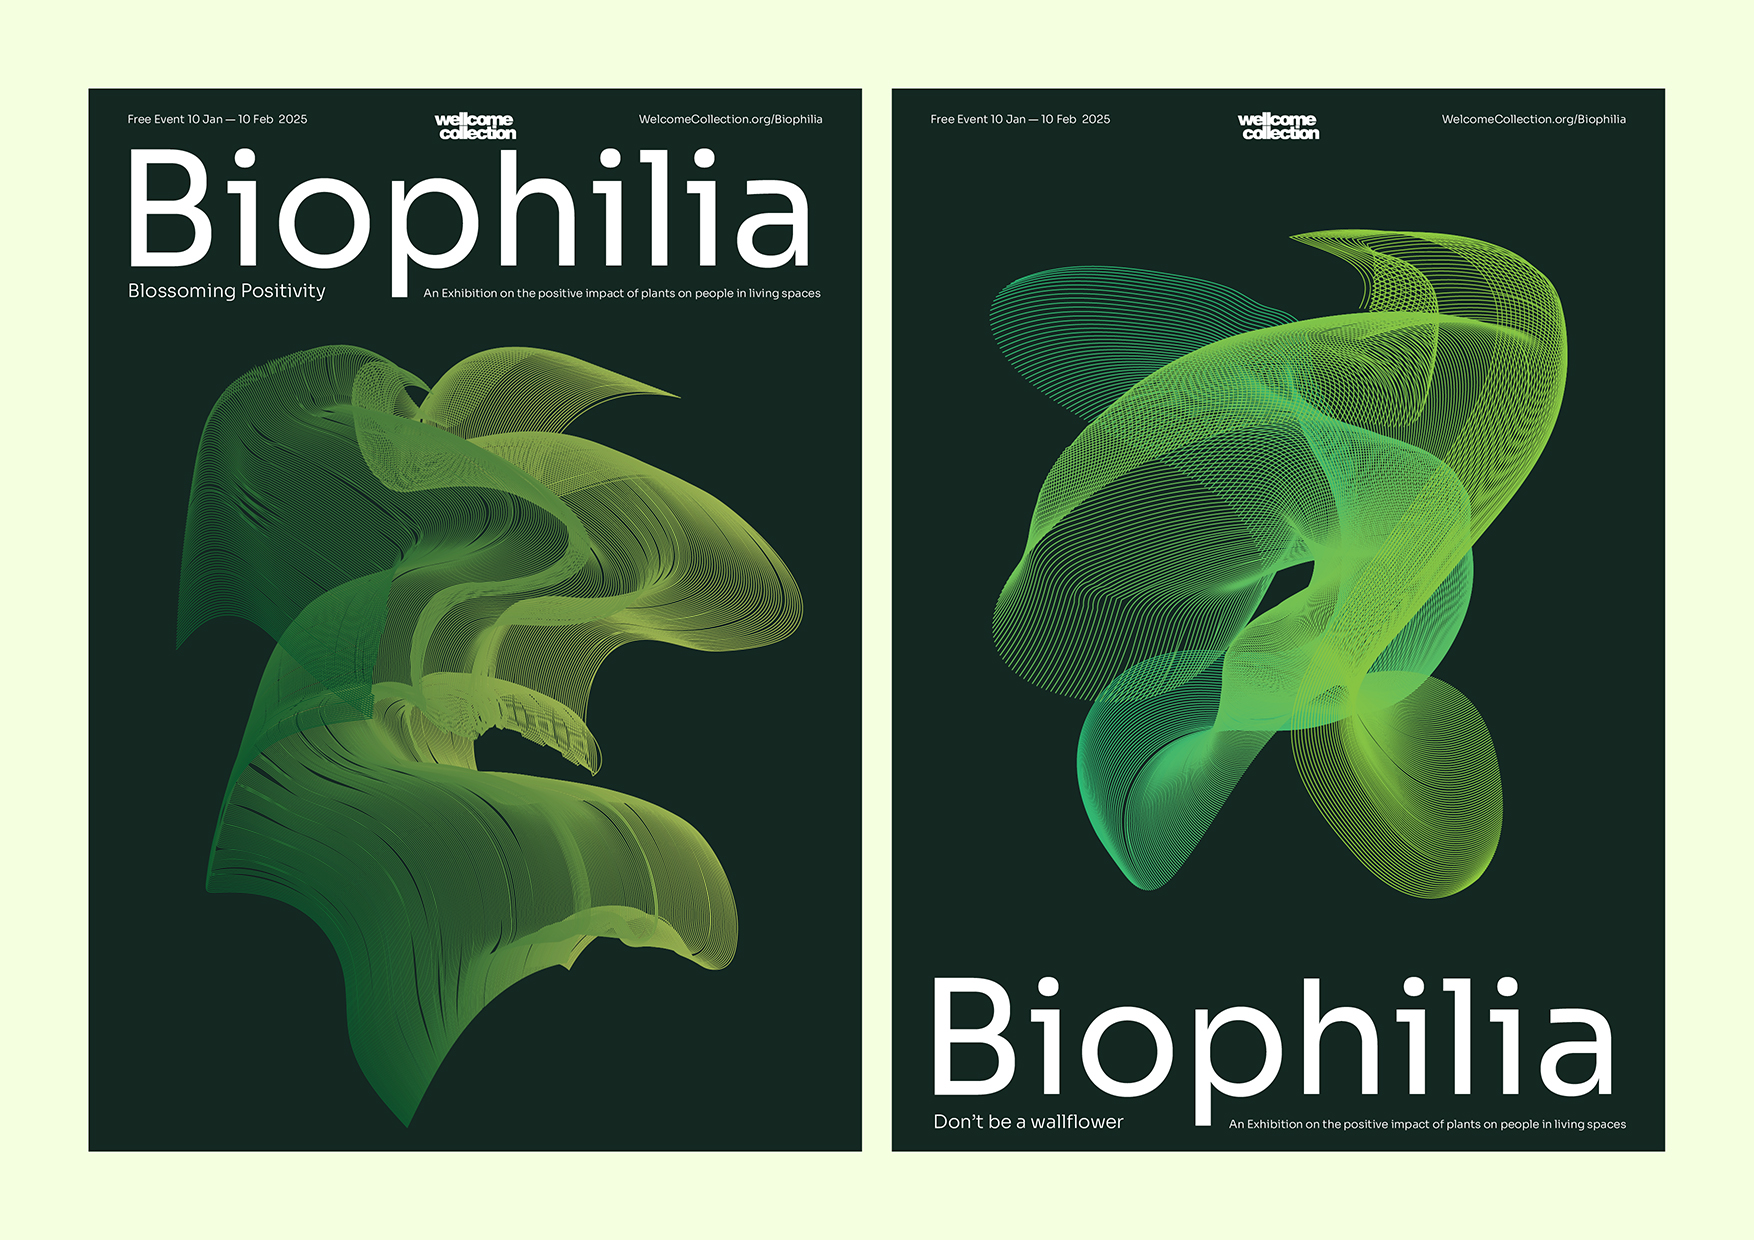 Free Event 10 Jan — 10 Feb 2025
wellcome
collection
WelcomeCollection.org/Biophilia
Biophilia
Blossoming Positivity
An Exhibition on the positive impact of plants on people in living spaces
Free Event 10 Jan — 10 Feb 2025
wellcome
collection
WelcomeCollection.org/Biophilia
Biophilia
Don’t be a wallflower
An Exhibition on the positive impact of plants on people in living spaces